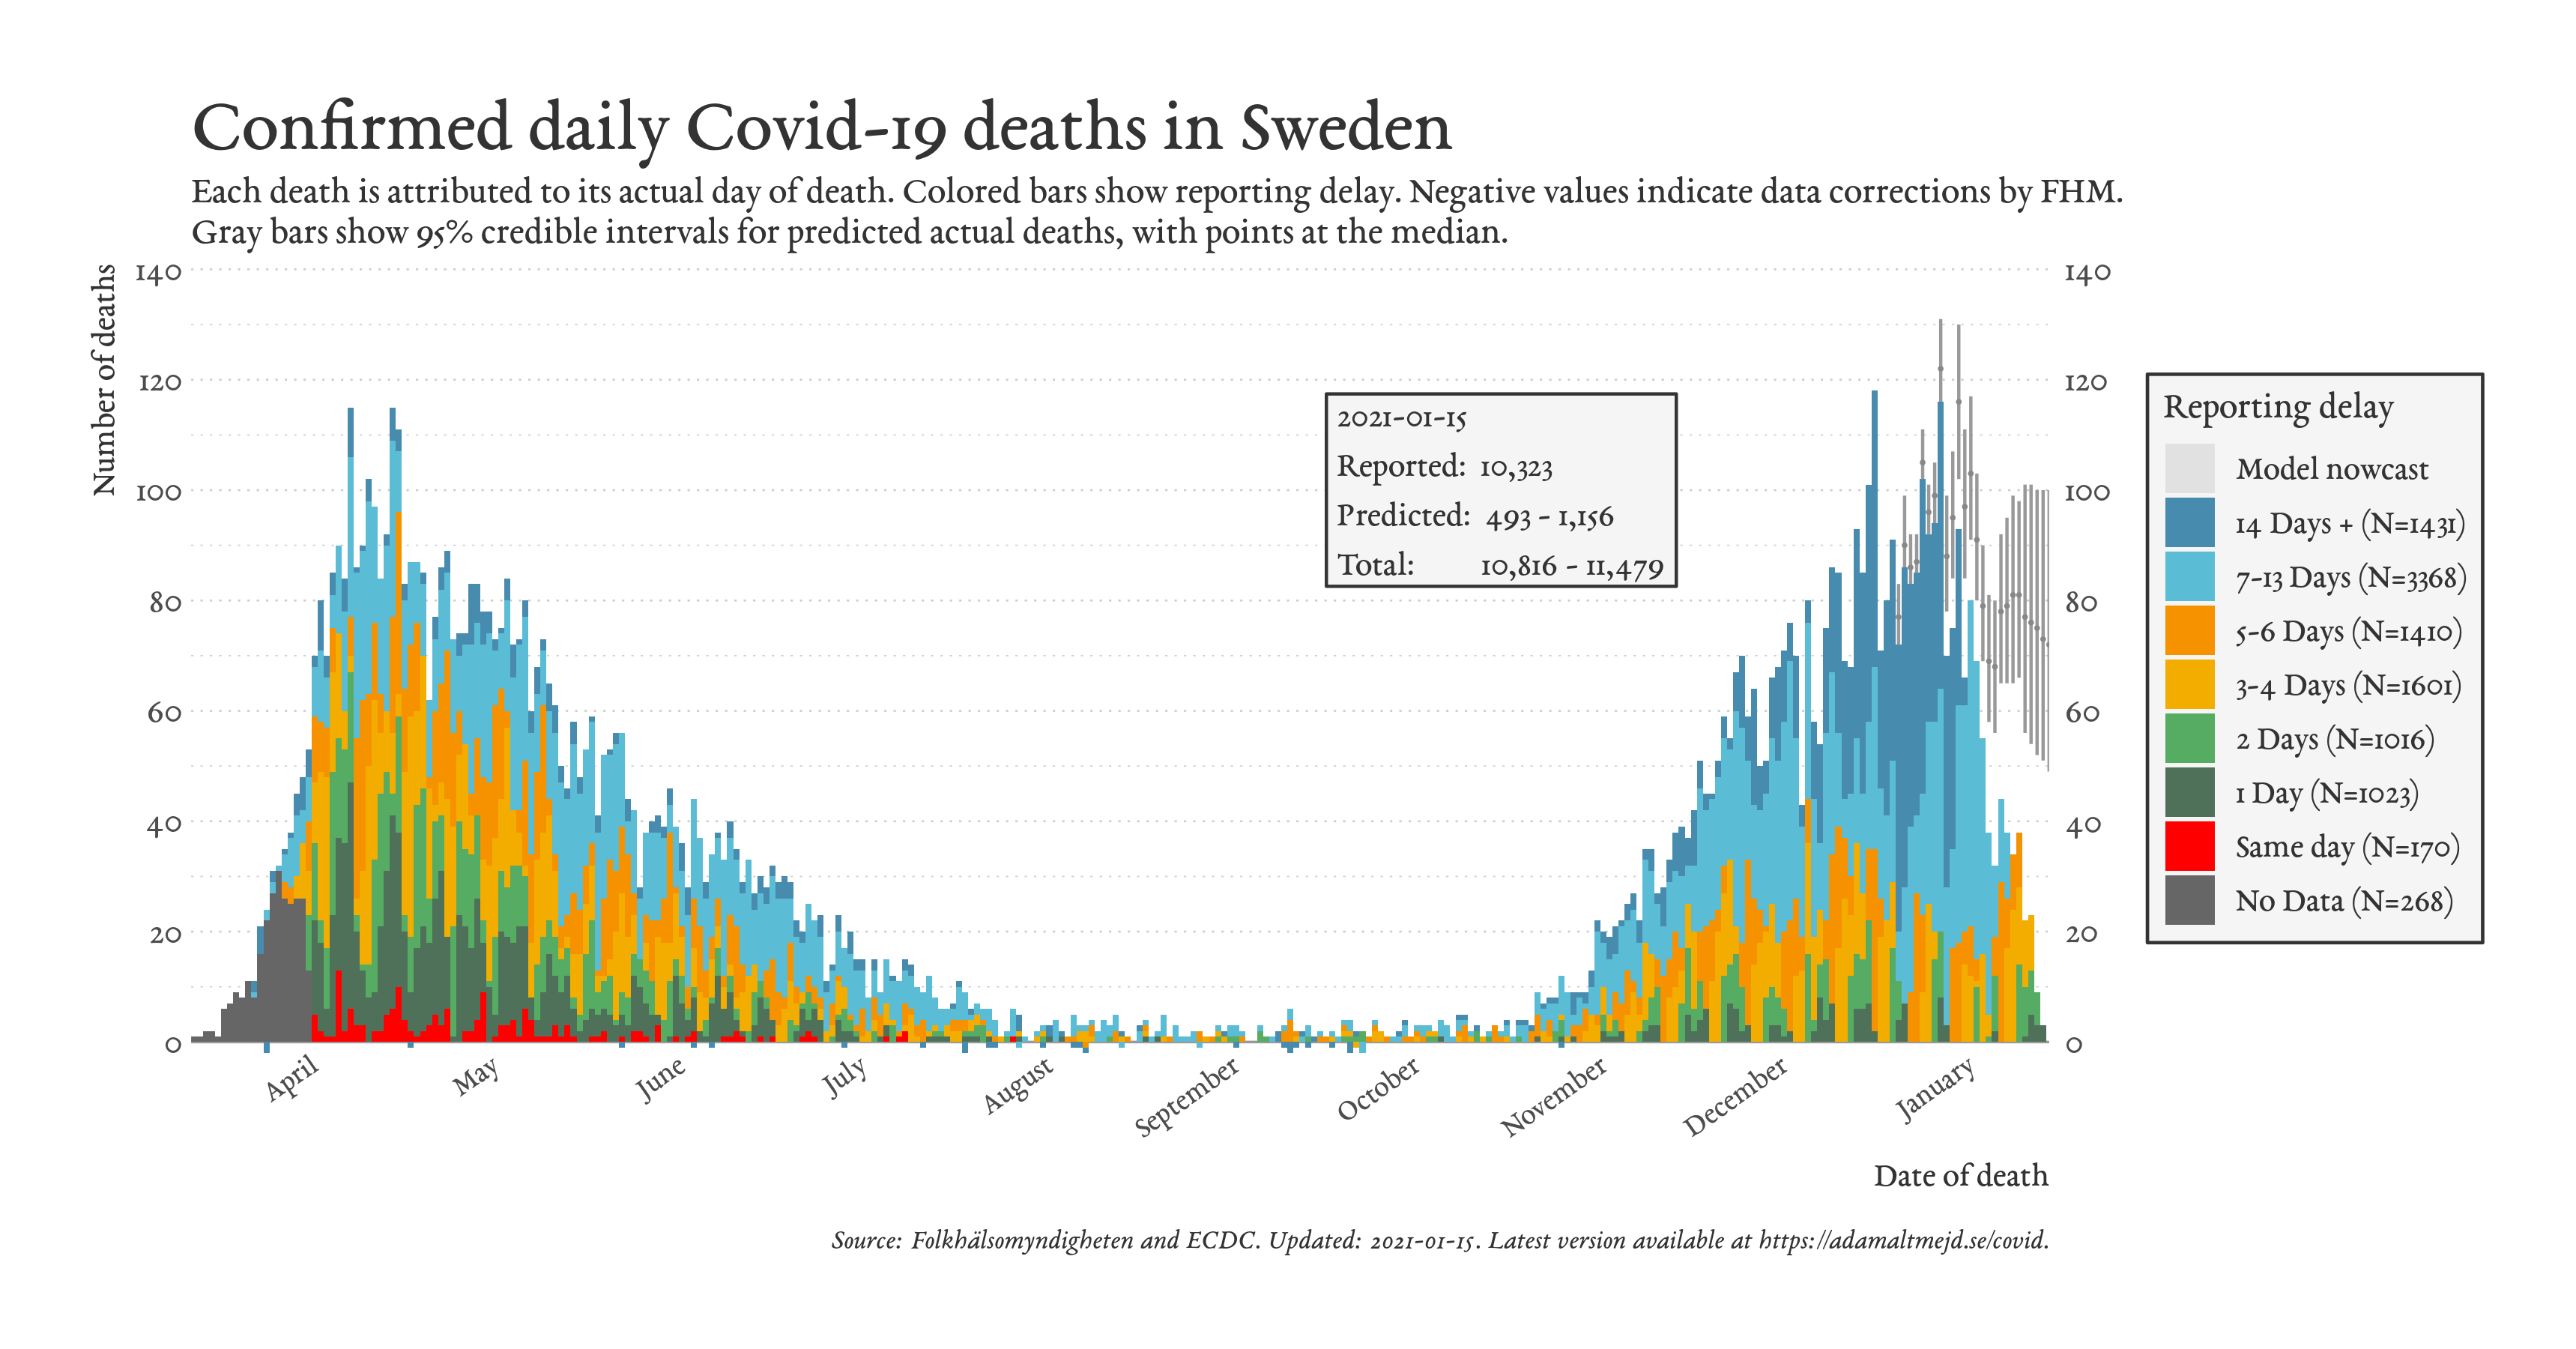 Confirmed daily Covid-19 deaths in Sweden
Each death is attributed to its actual day of death. Colored bars show reporting delay. Negative values indicate data corrections by FHM.
Gray bars show 95% credible intervals for predicted actual deaths, with points at the median.
Number of deaths
140
120
100
80
60
40
20
0
140
120
100
80
60
40
20
0
2021-01-15
Reported: 10,323
Predicted: 493 - 1,156
Total: 10,816 - 11,479
Reporting delay
Model nowcast
14 Days + (N=1431)
7-13 Days (N=3368)
5-6 Days (N=1410)
3-4 Days (N=1601)
2 Days (N=1016)
1 Day (N=1023)
Same day (N=170)
No Data (N=268)
April
May
June
July
August
September
October
November
December
January
Date of death
Source: Folkhälsomyndigheten and ECDC. Updated: 2021-01-15. Latest version available at https://adamaltmejd.se/covid.